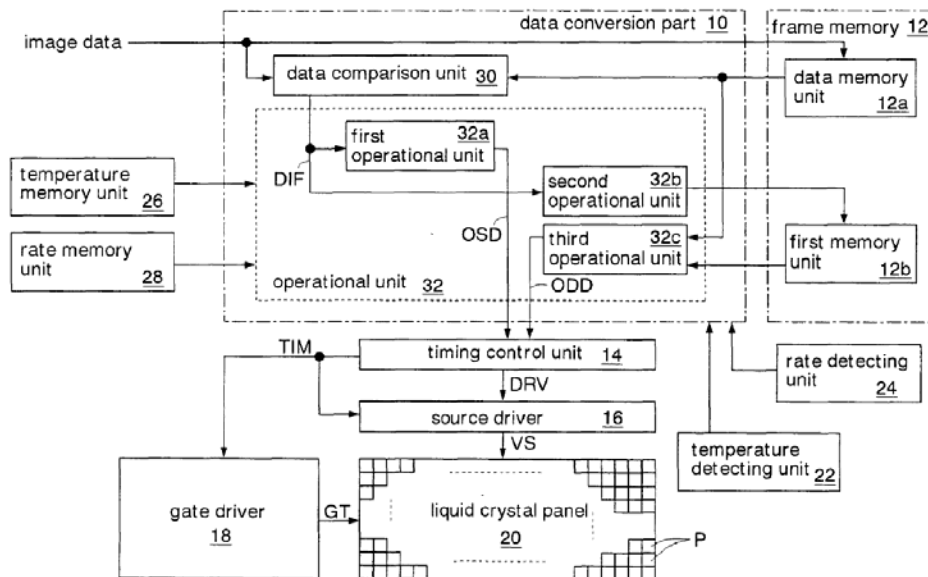 data conversion part 10
frame memory 12
image data
data comparison unit
30
data memory
unit
12a
first
operational unit
32a
DIF
temperature
memory unit
26
second
operational unit
32b
OSD
third
operational unit
32c
rate memory
unit
28
first memory
unit
12b
operational unit 32
ODD
TIM
timing control unit 14
rate detecting
unit
24
DRV
source driver 16
VS
temperature
detecting unit
22
gate driver
18
GT
liquid crystal panel
20
P